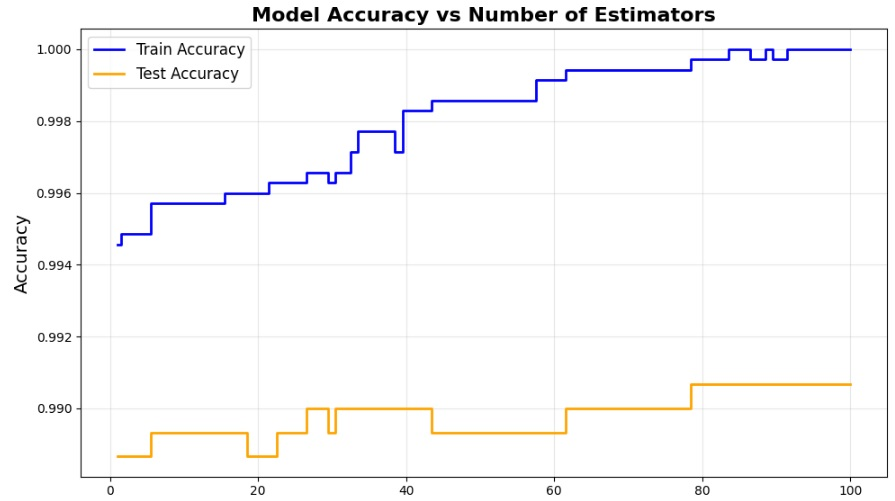 Model Accuracy vs Number of Estimators
Train Accuracy
Test Accuracy
Accuracy
1.000
0.998
0.996
0.994
0.992
0.990
0 20 40 60 80 100